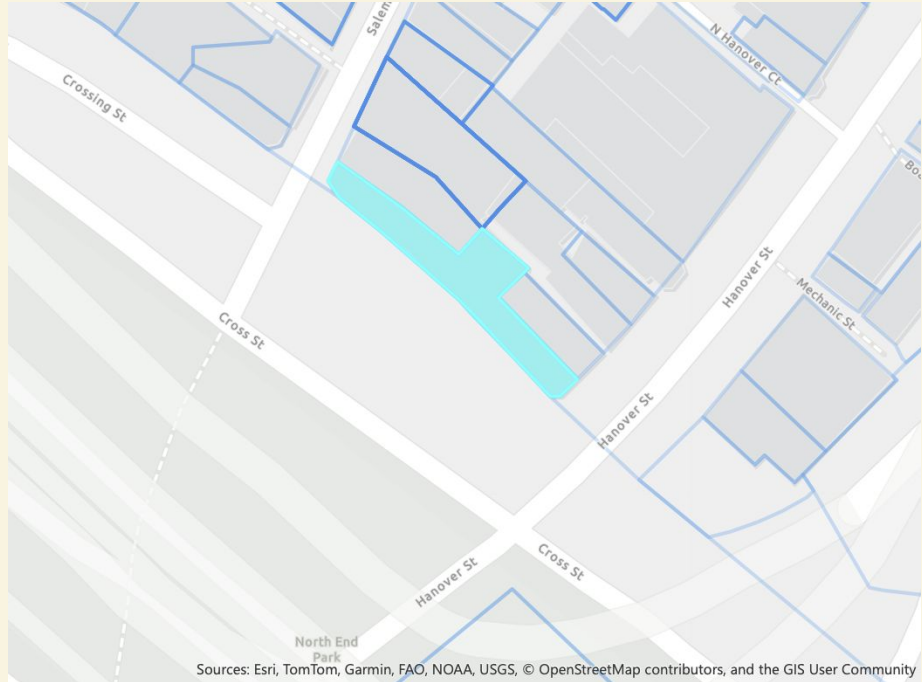 Salem
N Hanover Ct
Crossing St
Hanover St
Mechanic St
Cross St
Hanover St
Cross St
Hanover St
North End
Park
Sources: Esri, TomTom, Garmin, FAO, NOAA, USGS, © OpenStreetMap contributors, and the GIS User Community